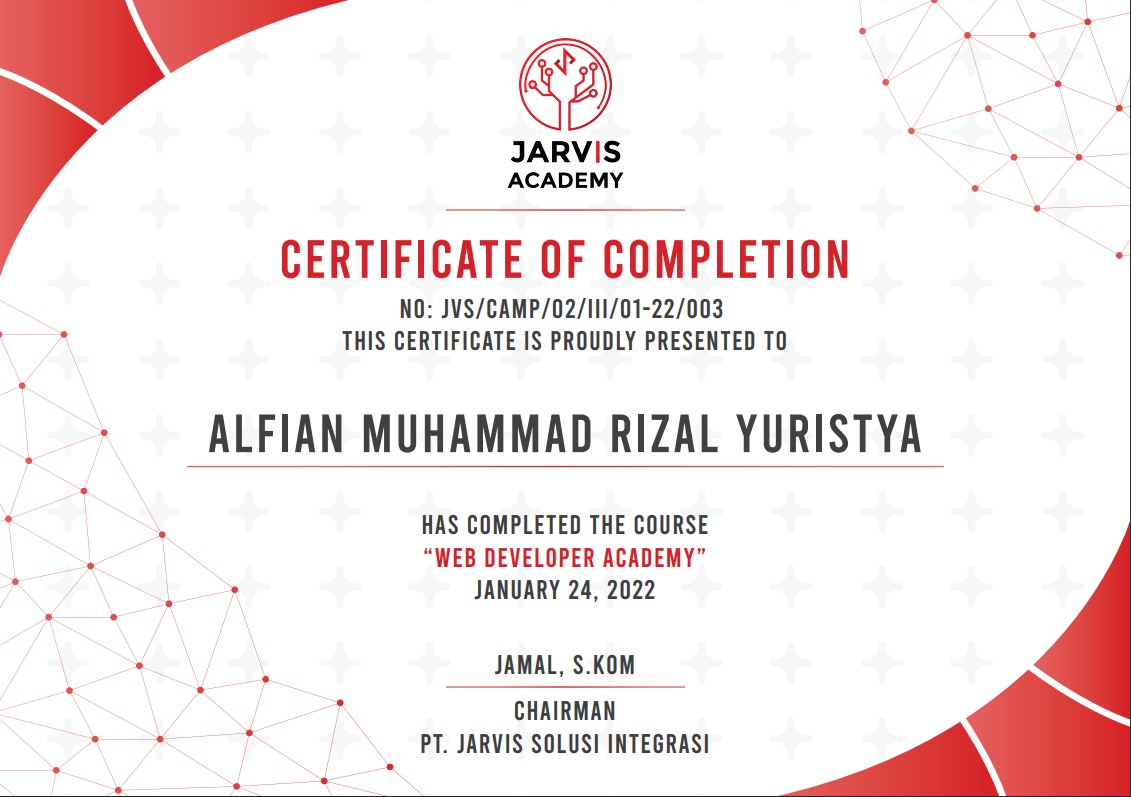 JARVIS
ACADEMY
CERTIFICATE OF COMPLETION
NO: JVS/CAMP/02/III/01-22/003
THIS CERTIFICATE IS PROUDLY PRESENTED TO
ALFIAN MUHAMMAD RIZAL YURISTYA
HAS COMPLETED THE COURSE
“WEB DEVELOPER ACADEMY”
JANUARY 24, 2022
JAMAL, S.KOM
CHAIRMAN
PT. JARVIS SOLUSI INTEGRASI